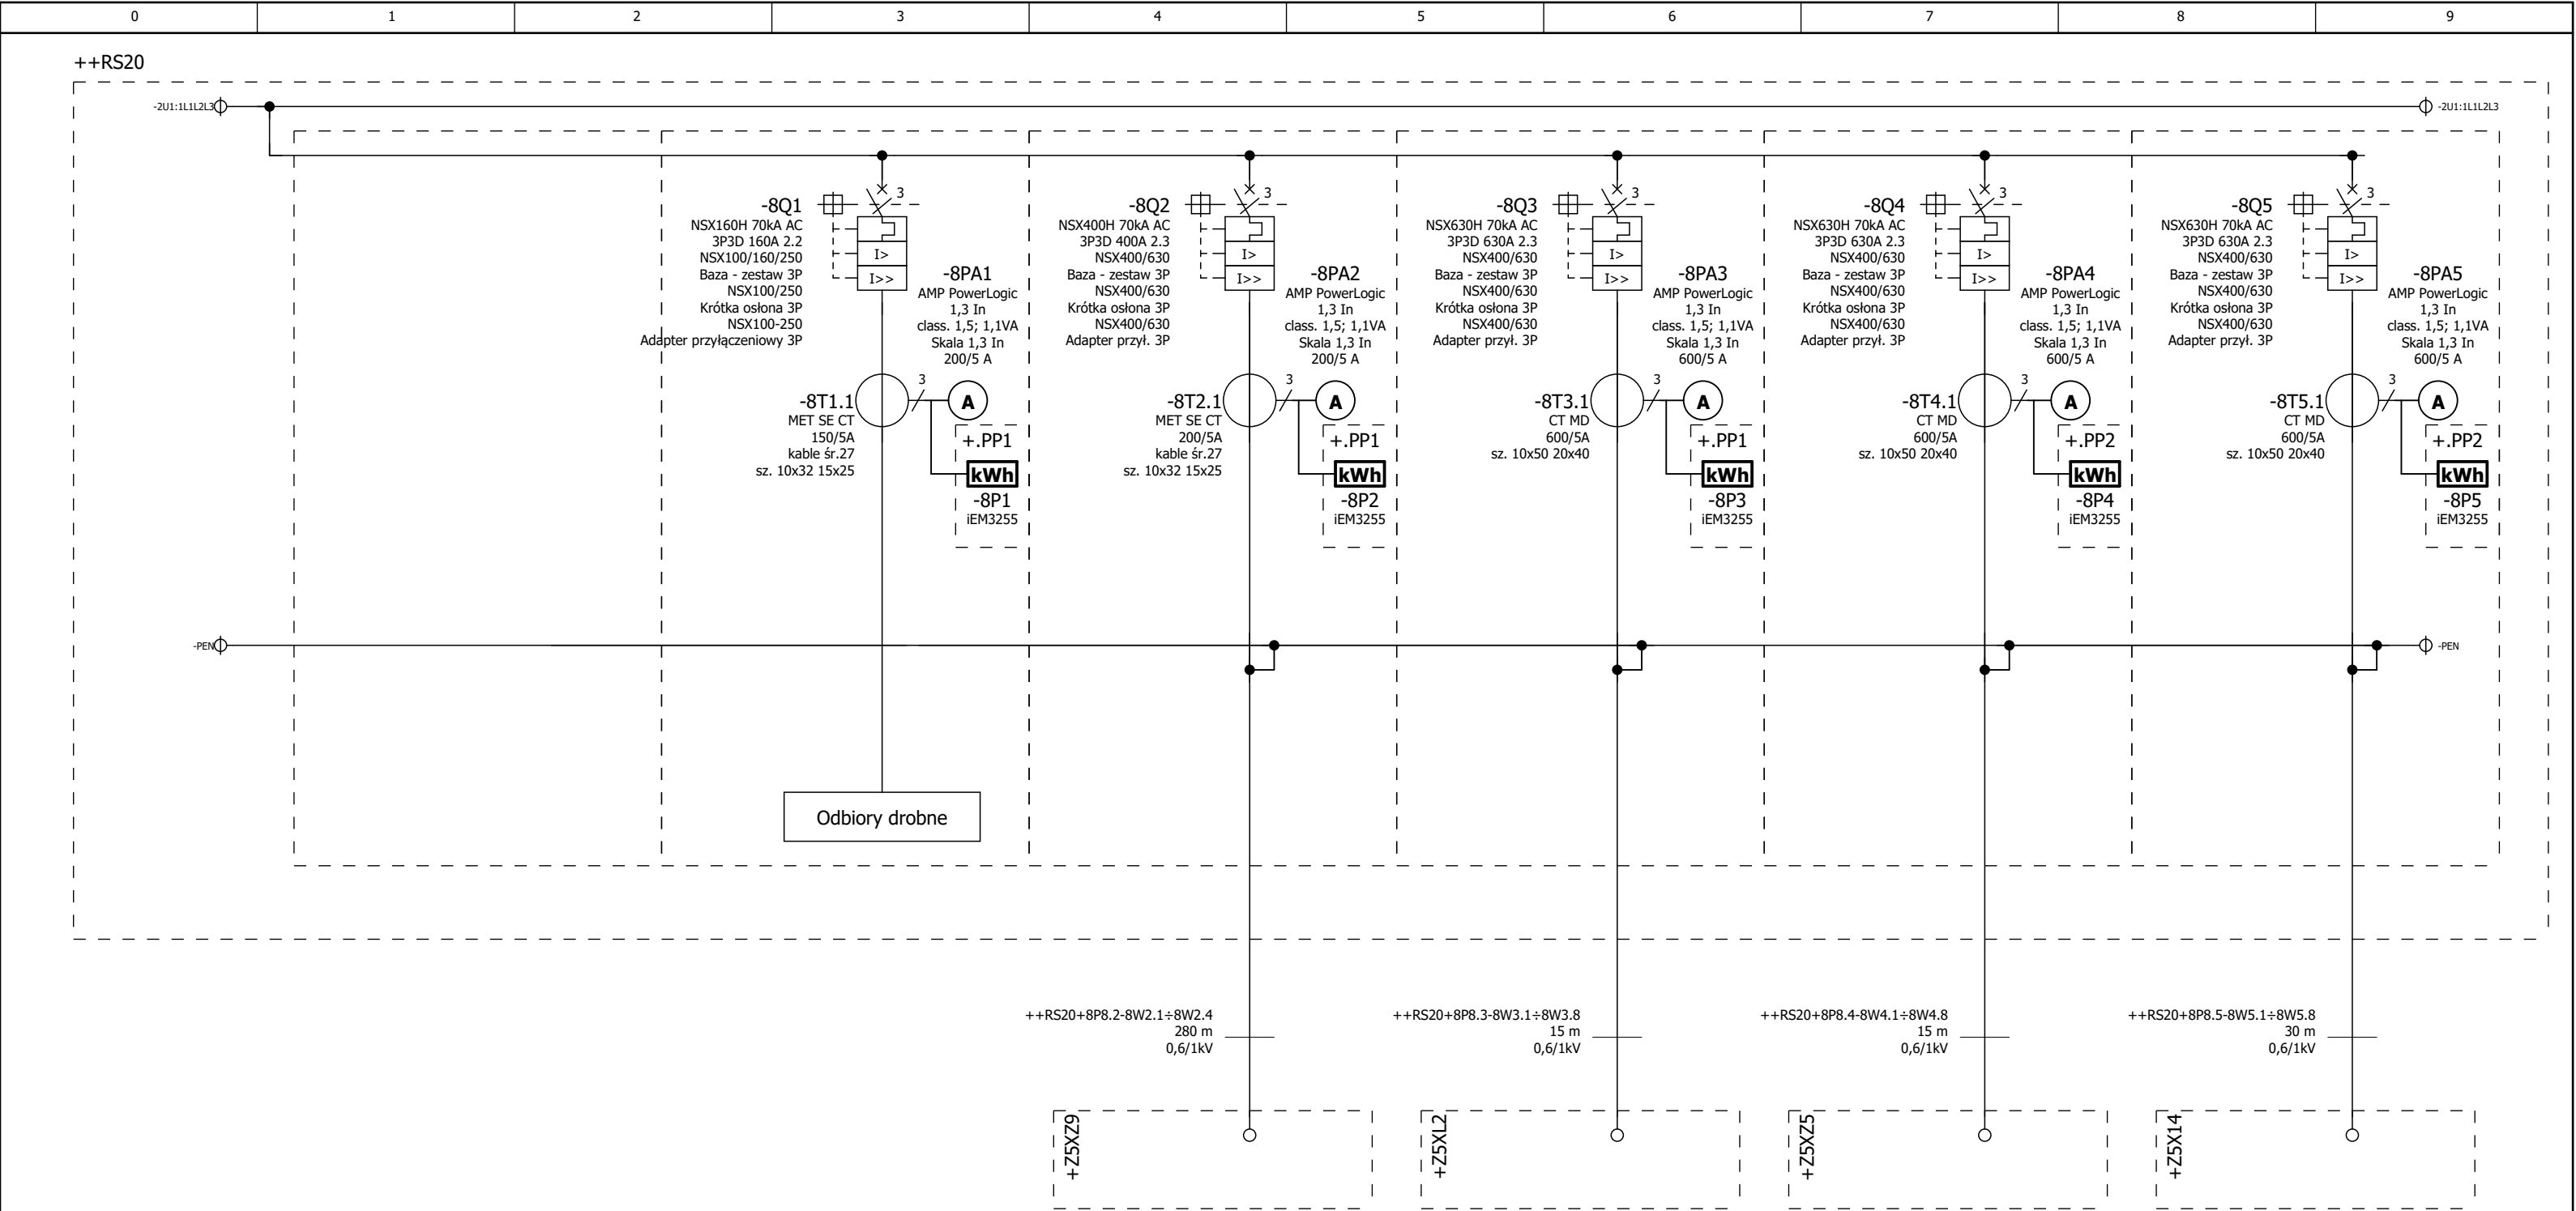 0 1 2 3 4 5 6 7 8 9
++RS20
-2U1:1L1L2L3
-2U1:1L1L2L3
-8Q1
NSX160H 70kA AC
3P3D 160A 2.2
NSX100/160/250
Baza - zestaw 3P
NSX100/250
Krótka osłona 3P
NSX100-250
Adapter przyłączeniowy 3P
3
I>
I>>
-8PA1
AMP PowerLogic
1,3 In
class. 1,5; 1,1VA
Skala 1,3 In
200/5 A
-8T1.1
MET SE CT
150/5A
kable śr.27
sz. 10x32 15x25
3
A
+.PP1
kWh
-8P1
iEM3255
-8Q2
NSX400H 70kA AC
3P3D 400A 2.3
NSX400/630
Baza - zestaw 3P
NSX400/630
Krótka osłona 3P
NSX400/630
Adapter przył. 3P
3
I>
I>>
-8PA2
AMP PowerLogic
1,3 In
class. 1,5; 1,1VA
Skala 1,3 In
200/5 A
-8T2.1
MET SE CT
200/5A
kable śr.27
sz. 10x32 15x25
3
A
+.PP1
kWh
-8P2
iEM3255
-8Q3
NSX630H 70kA AC
3P3D 630A 2.3
NSX400/630
Baza - zestaw 3P
NSX400/630
Krótka osłona 3P
NSX400/630
Adapter przył. 3P
3
I>
I>>
-8PA3
AMP PowerLogic
1,3 In
class. 1,5; 1,1VA
Skala 1,3 In
600/5 A
-8T3.1
CT MD
600/5A
sz. 10x50 20x40
3
A
+.PP1
kWh
-8P3
iEM3255
-8Q4
NSX630H 70kA AC
3P3D 630A 2.3
NSX400/630
Baza - zestaw 3P
NSX400/630
Krótka osłona 3P
NSX400/630
Adapter przył. 3P
3
I>
I>>
-8PA4
AMP PowerLogic
1,3 In
class. 1,5; 1,1VA
Skala 1,3 In
600/5 A
-8T4.1
CT MD
600/5A
sz. 10x50 20x40
3
A
+.PP2
kWh
-8P4
iEM3255
-8Q5
NSX630H 70kA AC
3P3D 630A 2.3
NSX400/630
Baza - zestaw 3P
NSX400/630
Krótka osłona 3P
NSX400/630
Adapter przył. 3P
3
I>
I>>
-8PA5
AMP PowerLogic
1,3 In
class. 1,5; 1,1VA
Skala 1,3 In
600/5 A
-8T5.1
CT MD
600/5A
sz. 10x50 20x40
3
A
+.PP2
kWh
-8P5
iEM3255
-PEN
-PEN
Odbiory drobne
++RS20+8P8.2-8W2.1÷8W2.4
280 m
0,6/1kV
++RS20+8P8.3-8W3.1÷8W3.8
15 m
0,6/1kV
++RS20+8P8.4-8W4.1÷8W4.8
15 m
0,6/1kV
++RS20+8P8.5-8W5.1÷8W5.8
30 m
0,6/1kV
+Z5XZ9
+Z5XL2
+Z5XZ5
+Z5X14